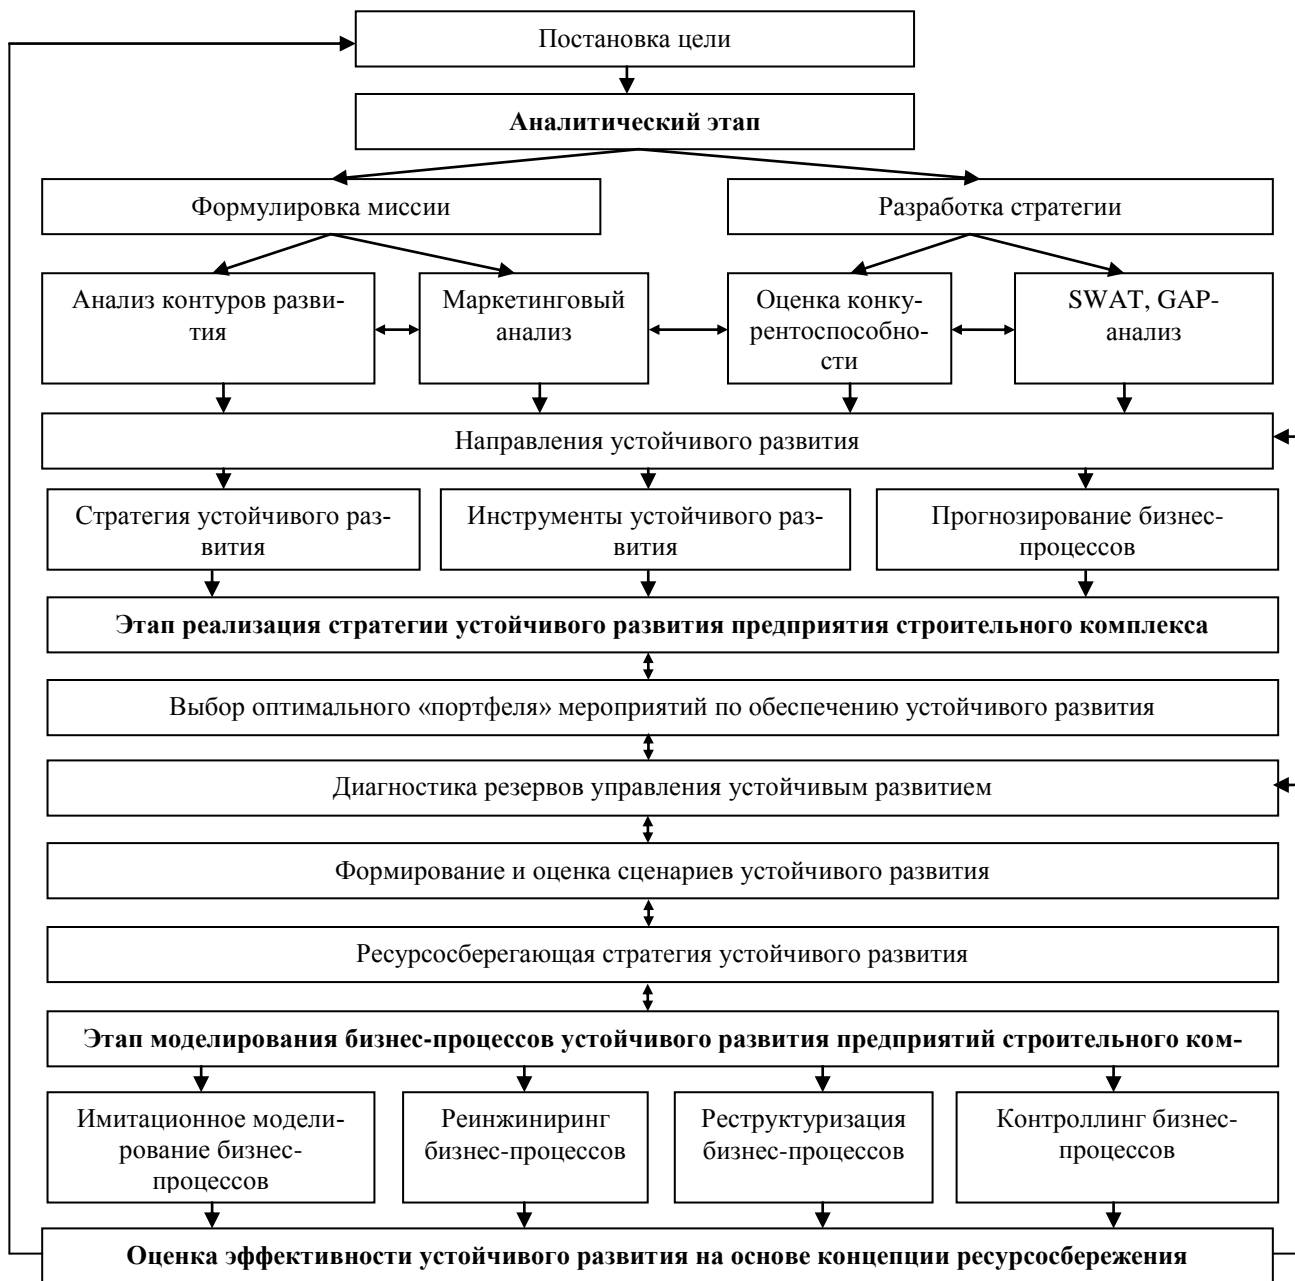 Постановка цели
Аналитический этап
Формулировка миссии
Разработка стратегии
Анализ контуров разви-
тия
Маркетинговый
анализ
Оценка конку-
рентоспособно-
сти
SWAT, GAP-
анализ
Направления устойчивого развития
Стратегия устойчивого раз-
вития
Инструменты устойчивого раз-
вития
Прогнозирование бизнес-
процессов
Этап реализация стратегии устойчивого развития предприятия строительного комплекса
Выбор оптимального «портфеля» мероприятий по обеспечению устойчивого развития
Диагностика резервов управления устойчивым развитием
Формирование и оценка сценариев устойчивого развития
Ресурсосберегающая стратегия устойчивого развития
Этап моделирования бизнес-процессов устойчивого развития предприятий строительного ком-
Имитационное модели-
рование бизнес-
процессов
Реинжиниринг
бизнес-процессов
Реструктуризация
бизнес-процессов
Контроллинг бизнес-
процессов
Оценка эффективности устойчивого развития на основе концепции ресурсосбережения